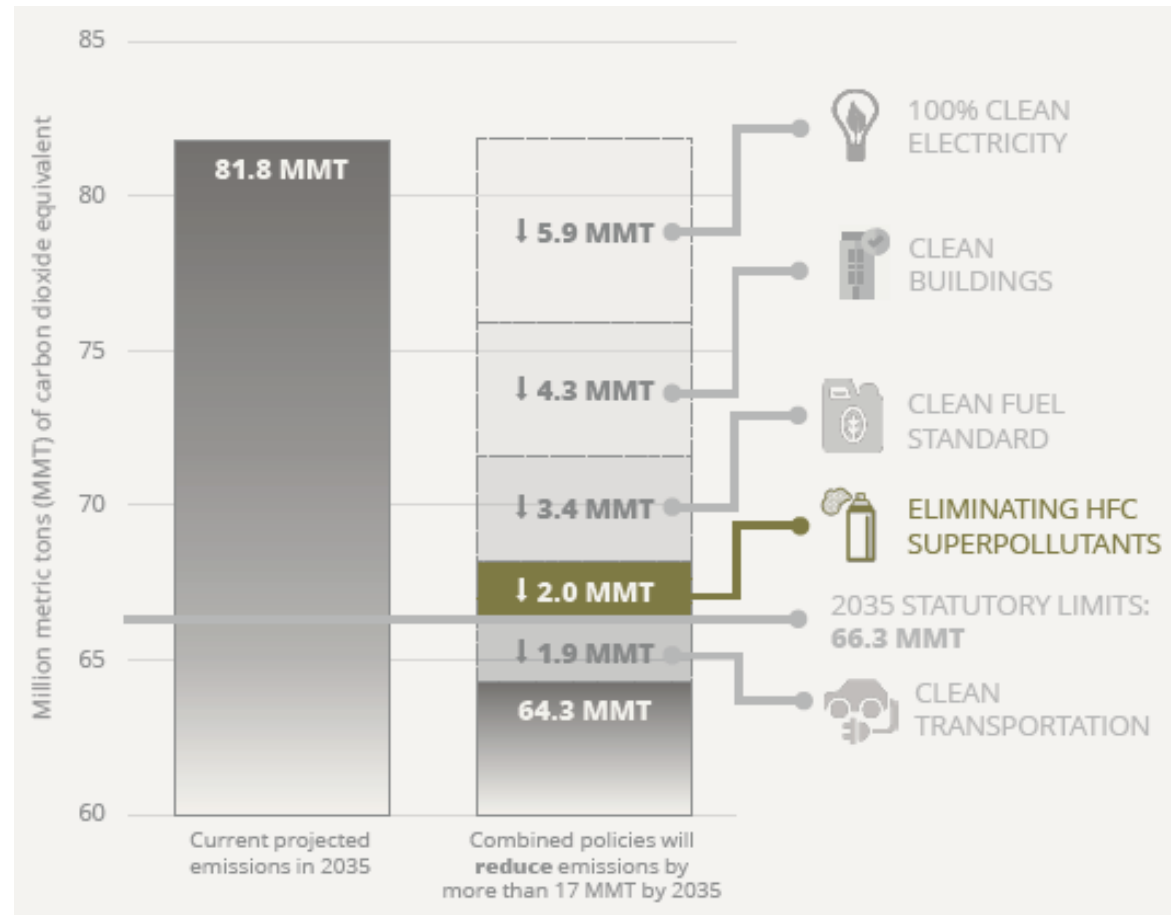 Million metric tons (MMT) of carbon dioxide equivalent
85
80
75
70
65
60
81.8 MMT
↓ 5.9 MMT
↓ 4.3 MMT
↓ 3.4 MMT
↓ 2.0 MMT
↓ 1.9 MMT
64.3 MMT
100% CLEAN
ELECTRICITY
CLEAN
BUILDINGS
CLEAN FUEL
STANDARD
ELIMINATING HFC
SUPERPOLLUTANTS
2035 STATUTORY LIMITS:
66.3 MMT
CLEAN
TRANSPORTATION
Current projected
emissions in 2035
Combined policies will
reduce emissions by
more than 17 MMT by 2035